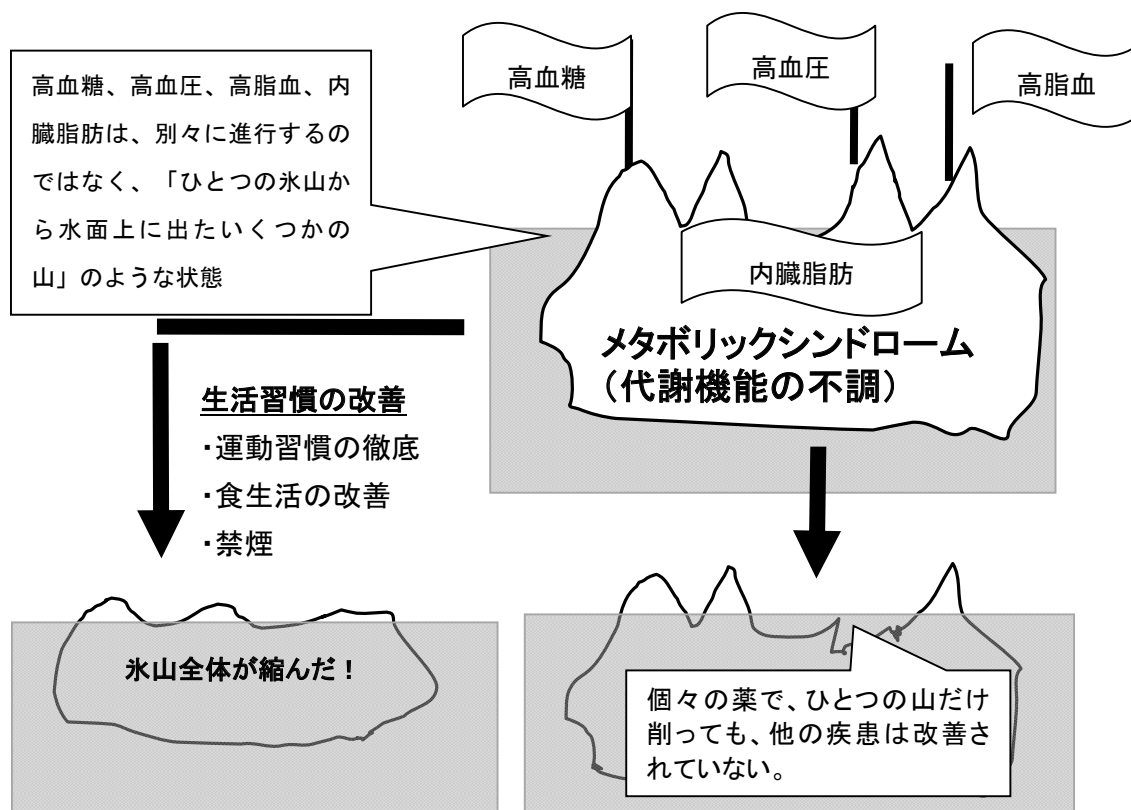 高血糖
高血圧
高脂血
高血糖、高血圧、高脂血、内
臓脂肪は、別々に進行するの
ではなく、「ひとつの氷山か
ら水面上に出たいくつかの
山」のような状態
内臓脂肪
メタボリックシンドローム
（代謝機能の不調）
生活習慣の改善
・運動習慣の徹底
・食生活の改善
・禁煙
氷山全体が縮んだ！
個々の薬で、ひとつの山だけ
削っても、他の疾患は改善さ
れていない。